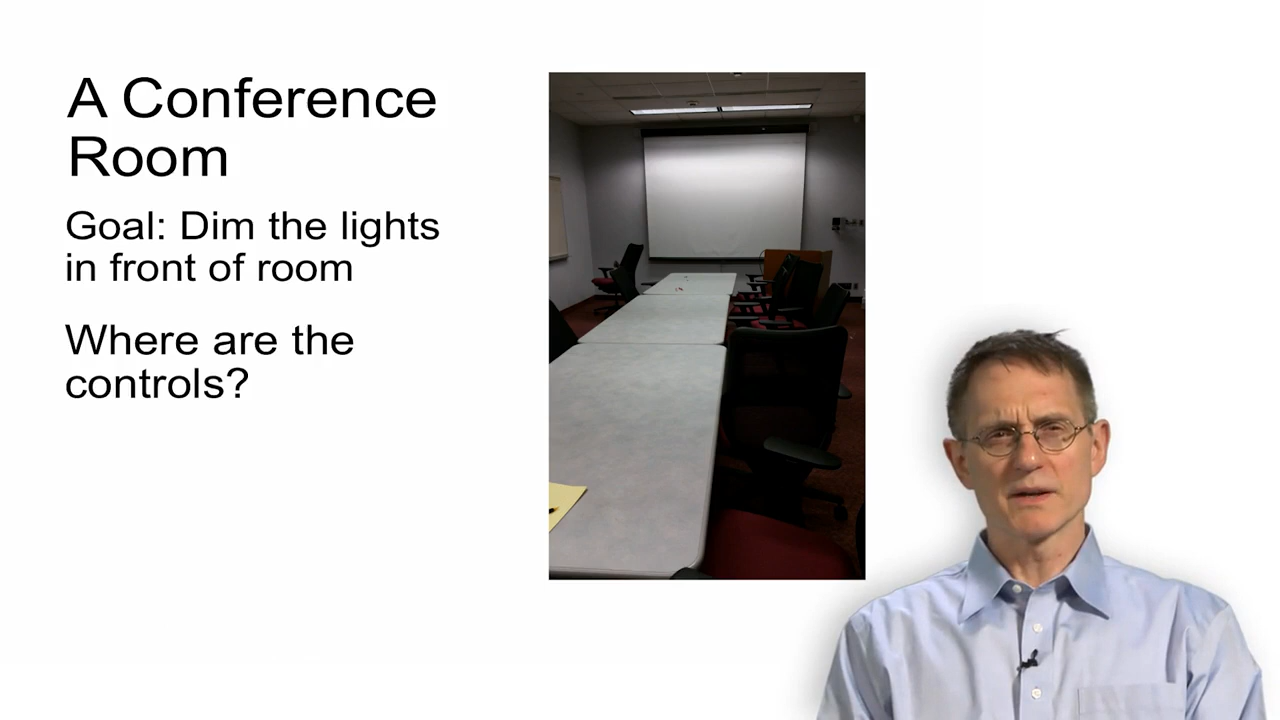 A Conference
Room
Goal: Dim the lights
in front of room
Where are the
controls?